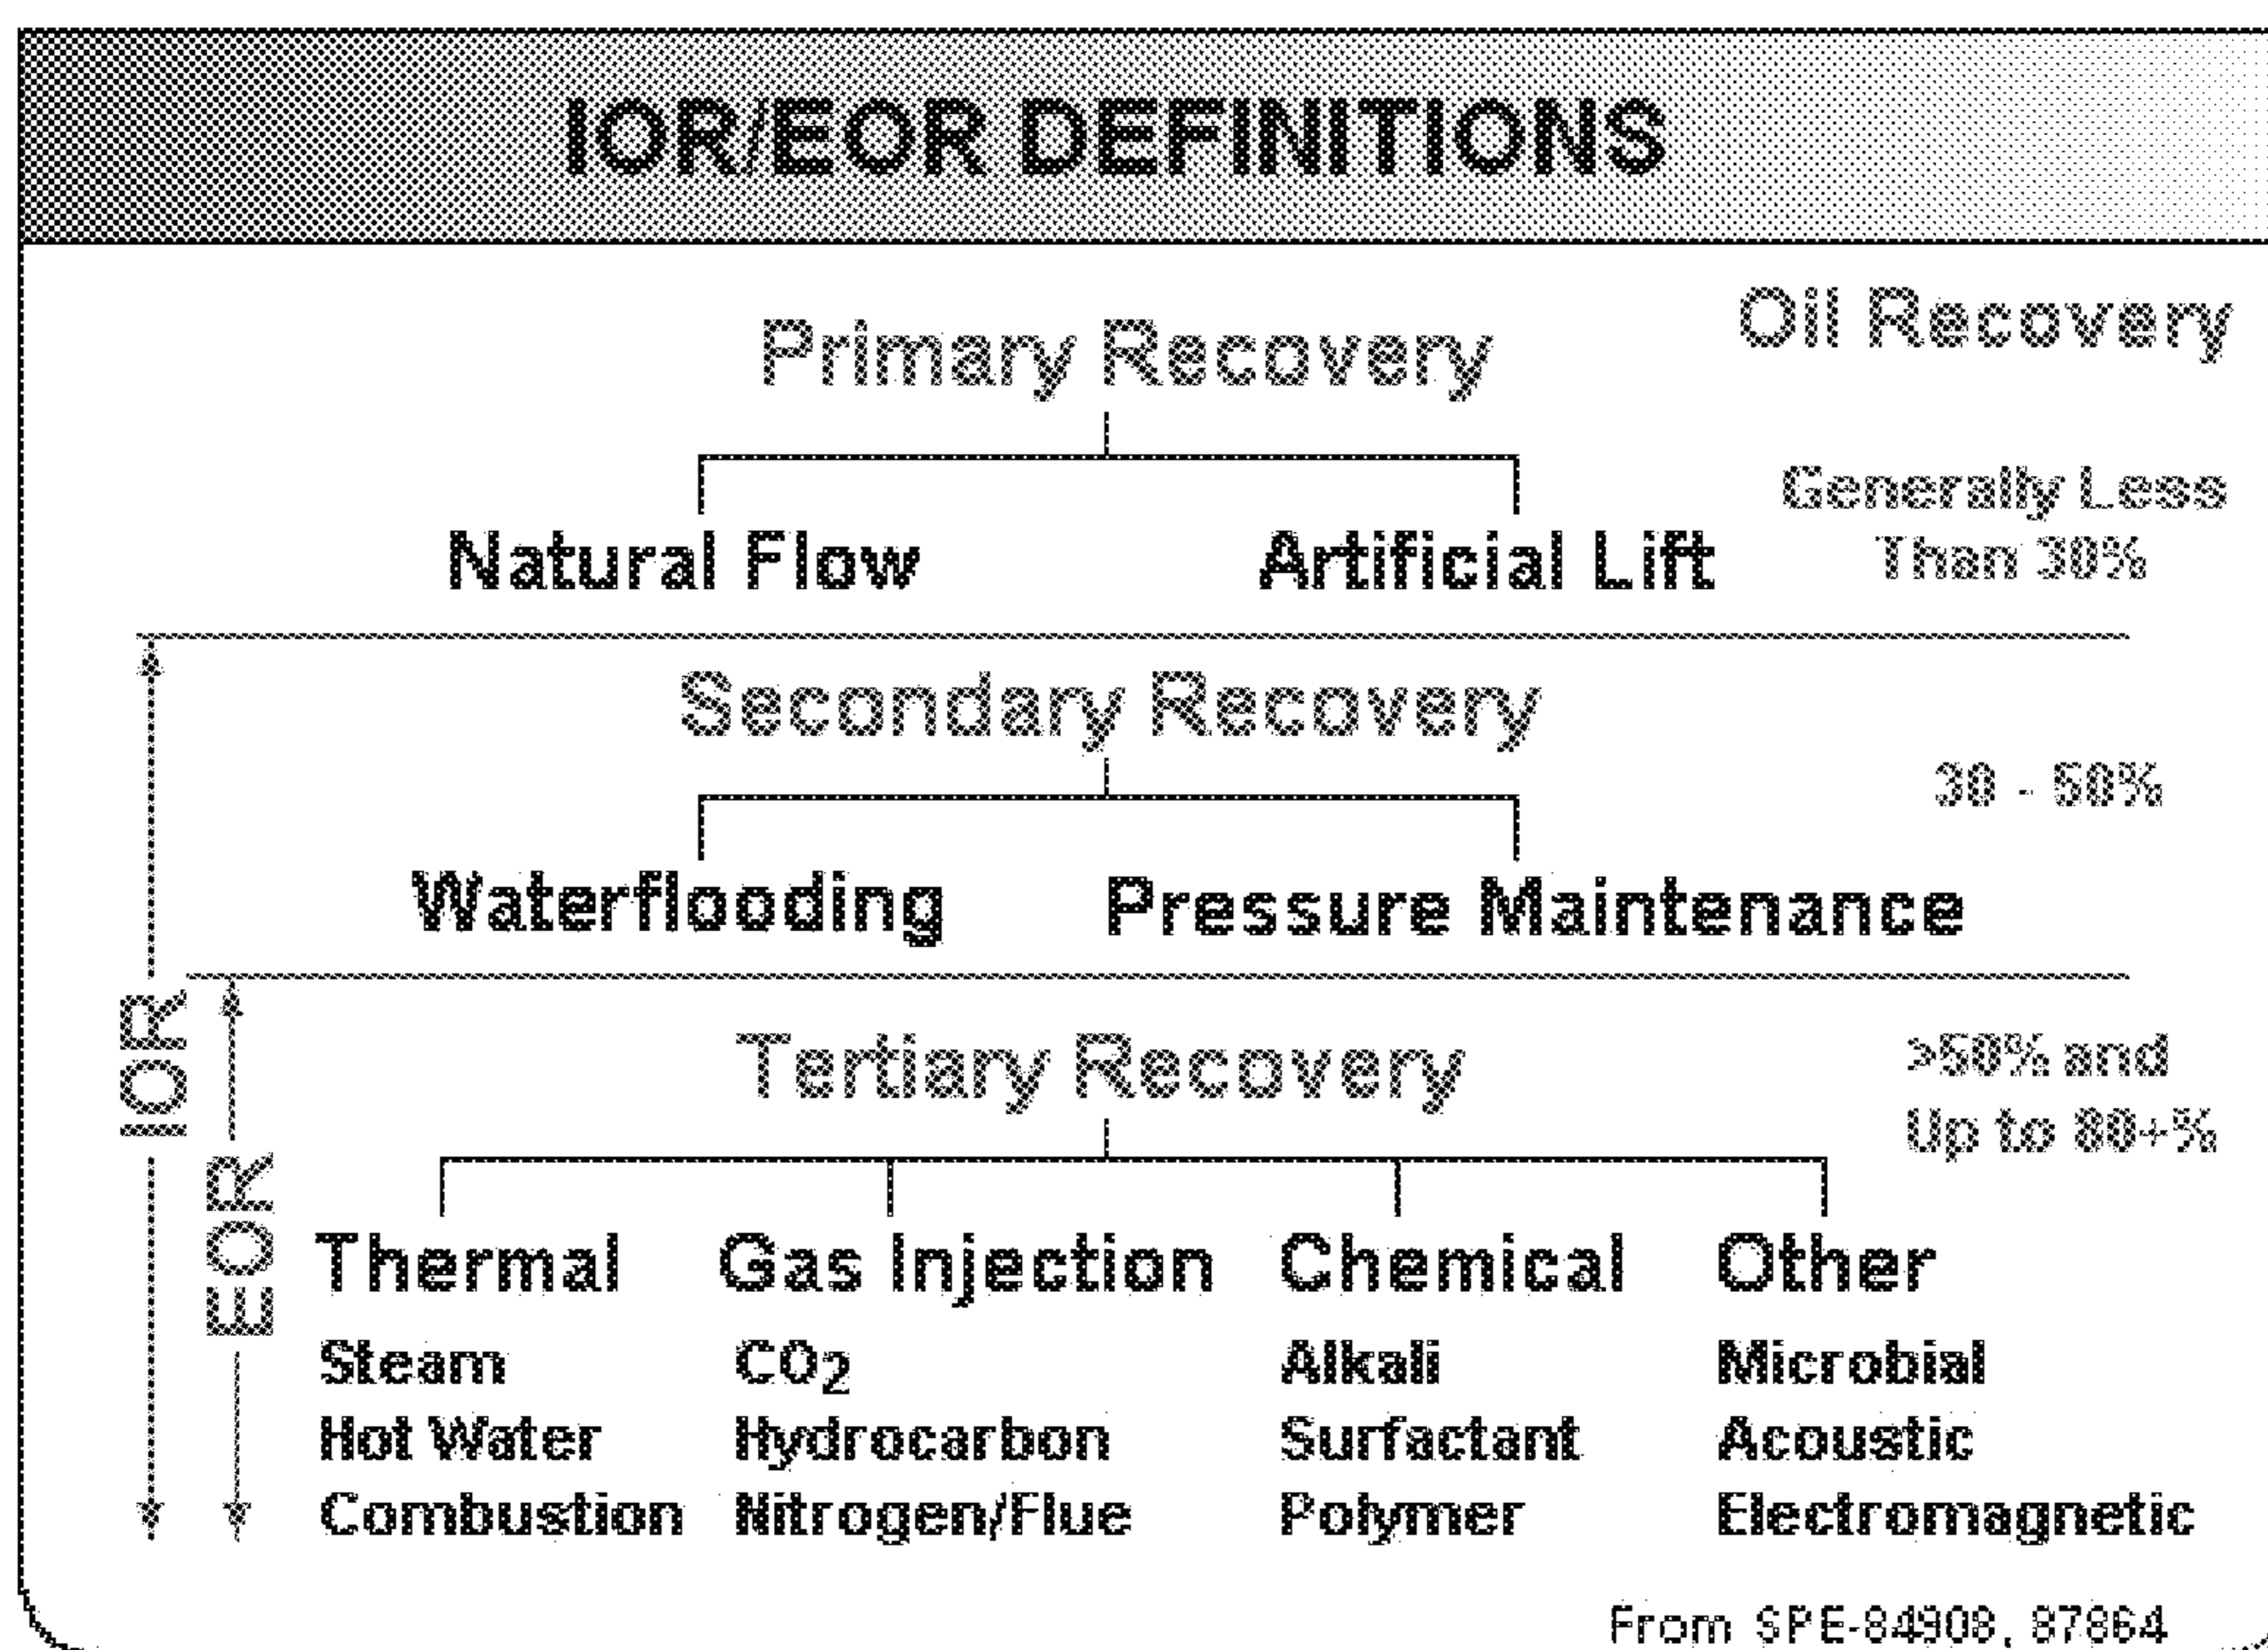 IOR/EOR DEFINITIONS
Oil Recovery
Primary Recovery
Generally Less
Than 30%
Natural Flow Artificial Lift
Secondary Recovery
30 - 50%
Waterflooding Pressure Maintenance
IOR
EOR
Tertiary Recovery
>50% and
Up to 80+%
Thermal Gas Injection Chemical Other
Steam CO2 Alkali Microbial
Hot Water Hydrocarbon Surfactant Acoustic
Combustion Nitrogen/Flue Polymer Electromagnetic
From SPE-84908, 87864